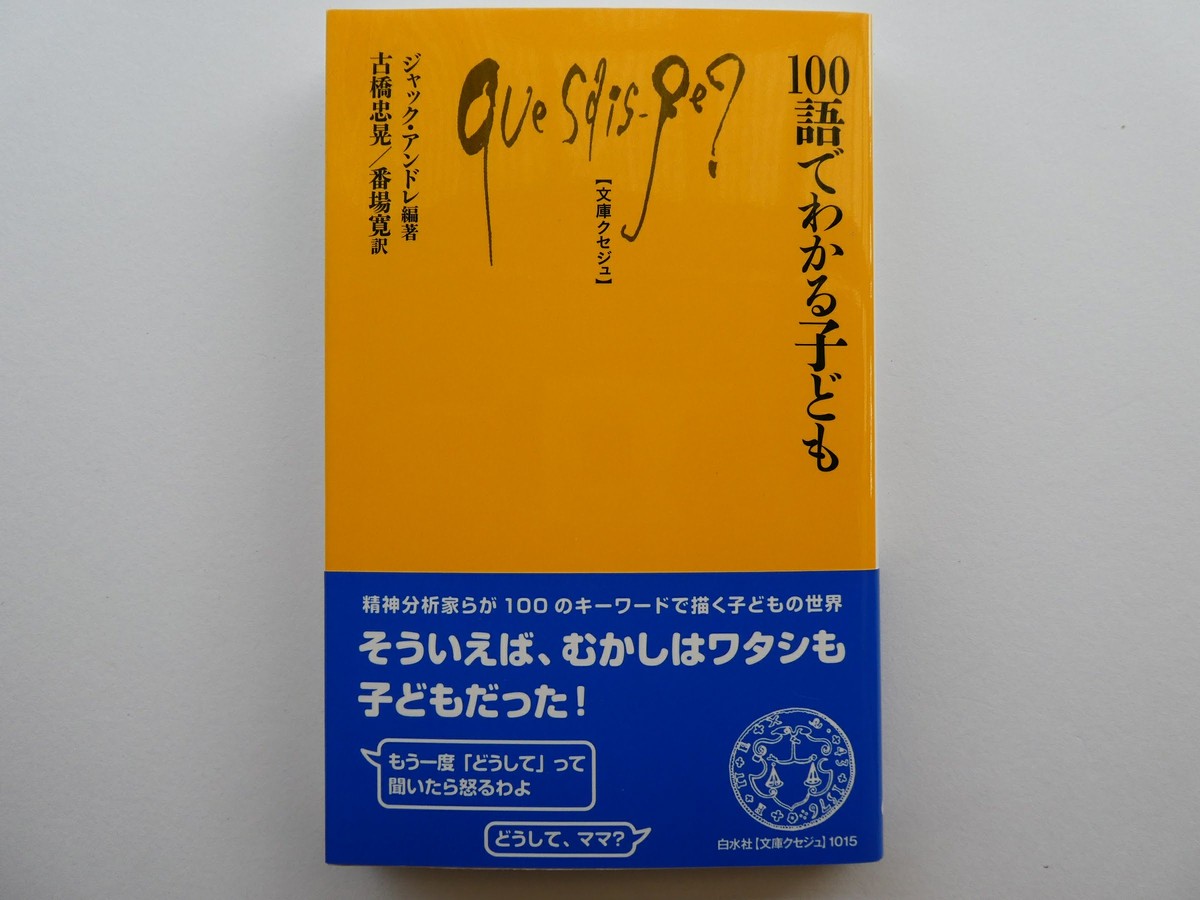 100語でわかる子ども
que sais-je?
【文庫クセジュ】
ジャック・アンドレ編著
古橋忠晃／番場寛訳
精神分析家らが100のキーワードで描く子どもの世界
そういえば、むかしはワタシも
子どもだった！
もう一度「どうして」って
聞いたら怒るわよ
どうして、ママ？
白水社【文庫クセジュ】1015